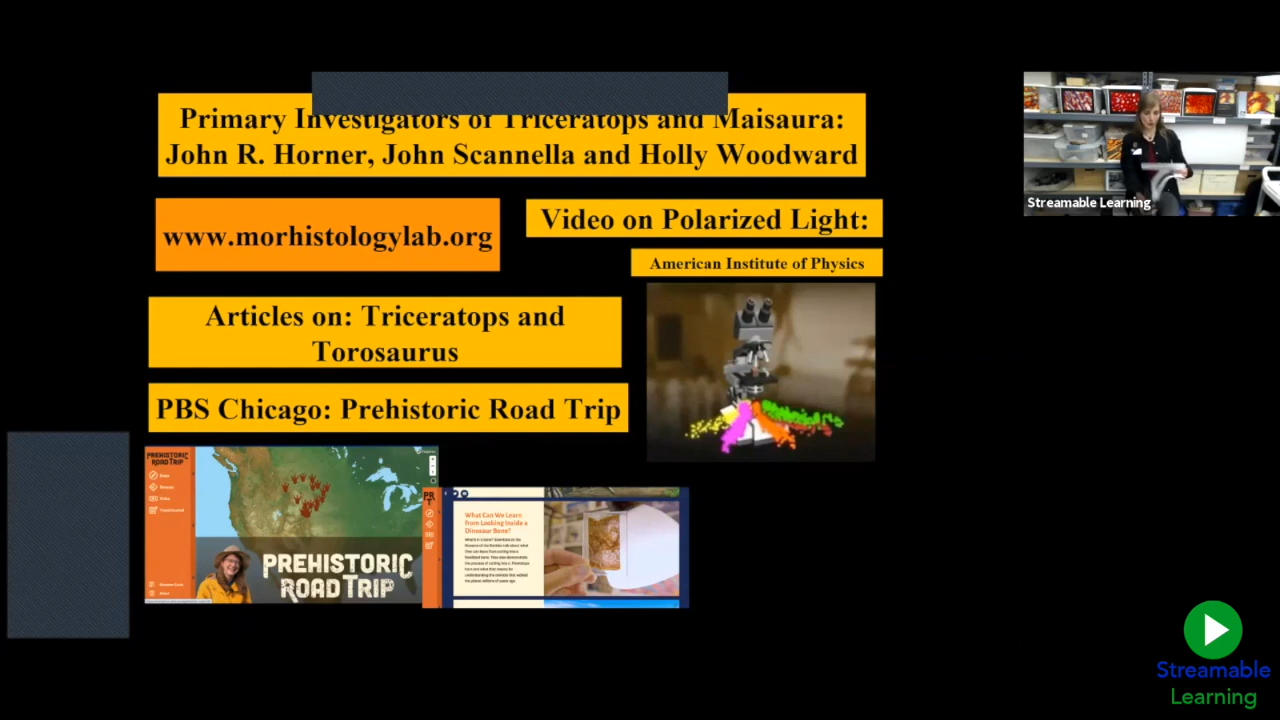 Primary Investigators of Triceratops and Maisaura:
John R. Horner, John Scannella and Holly Woodward
www.morhistologylab.org
Video on Polarized Light:
American Institute of Physics
Articles on: Triceratops and
Torosaurus
PBS Chicago: Prehistoric Road Trip
PREHISTORIC
ROAD TRIP
PREHISTORIC
ROAD TRIP
What Can We Learn
from Looking Inside a
Dinosaur Bone?
Streamable Learning
Streamable
Learning